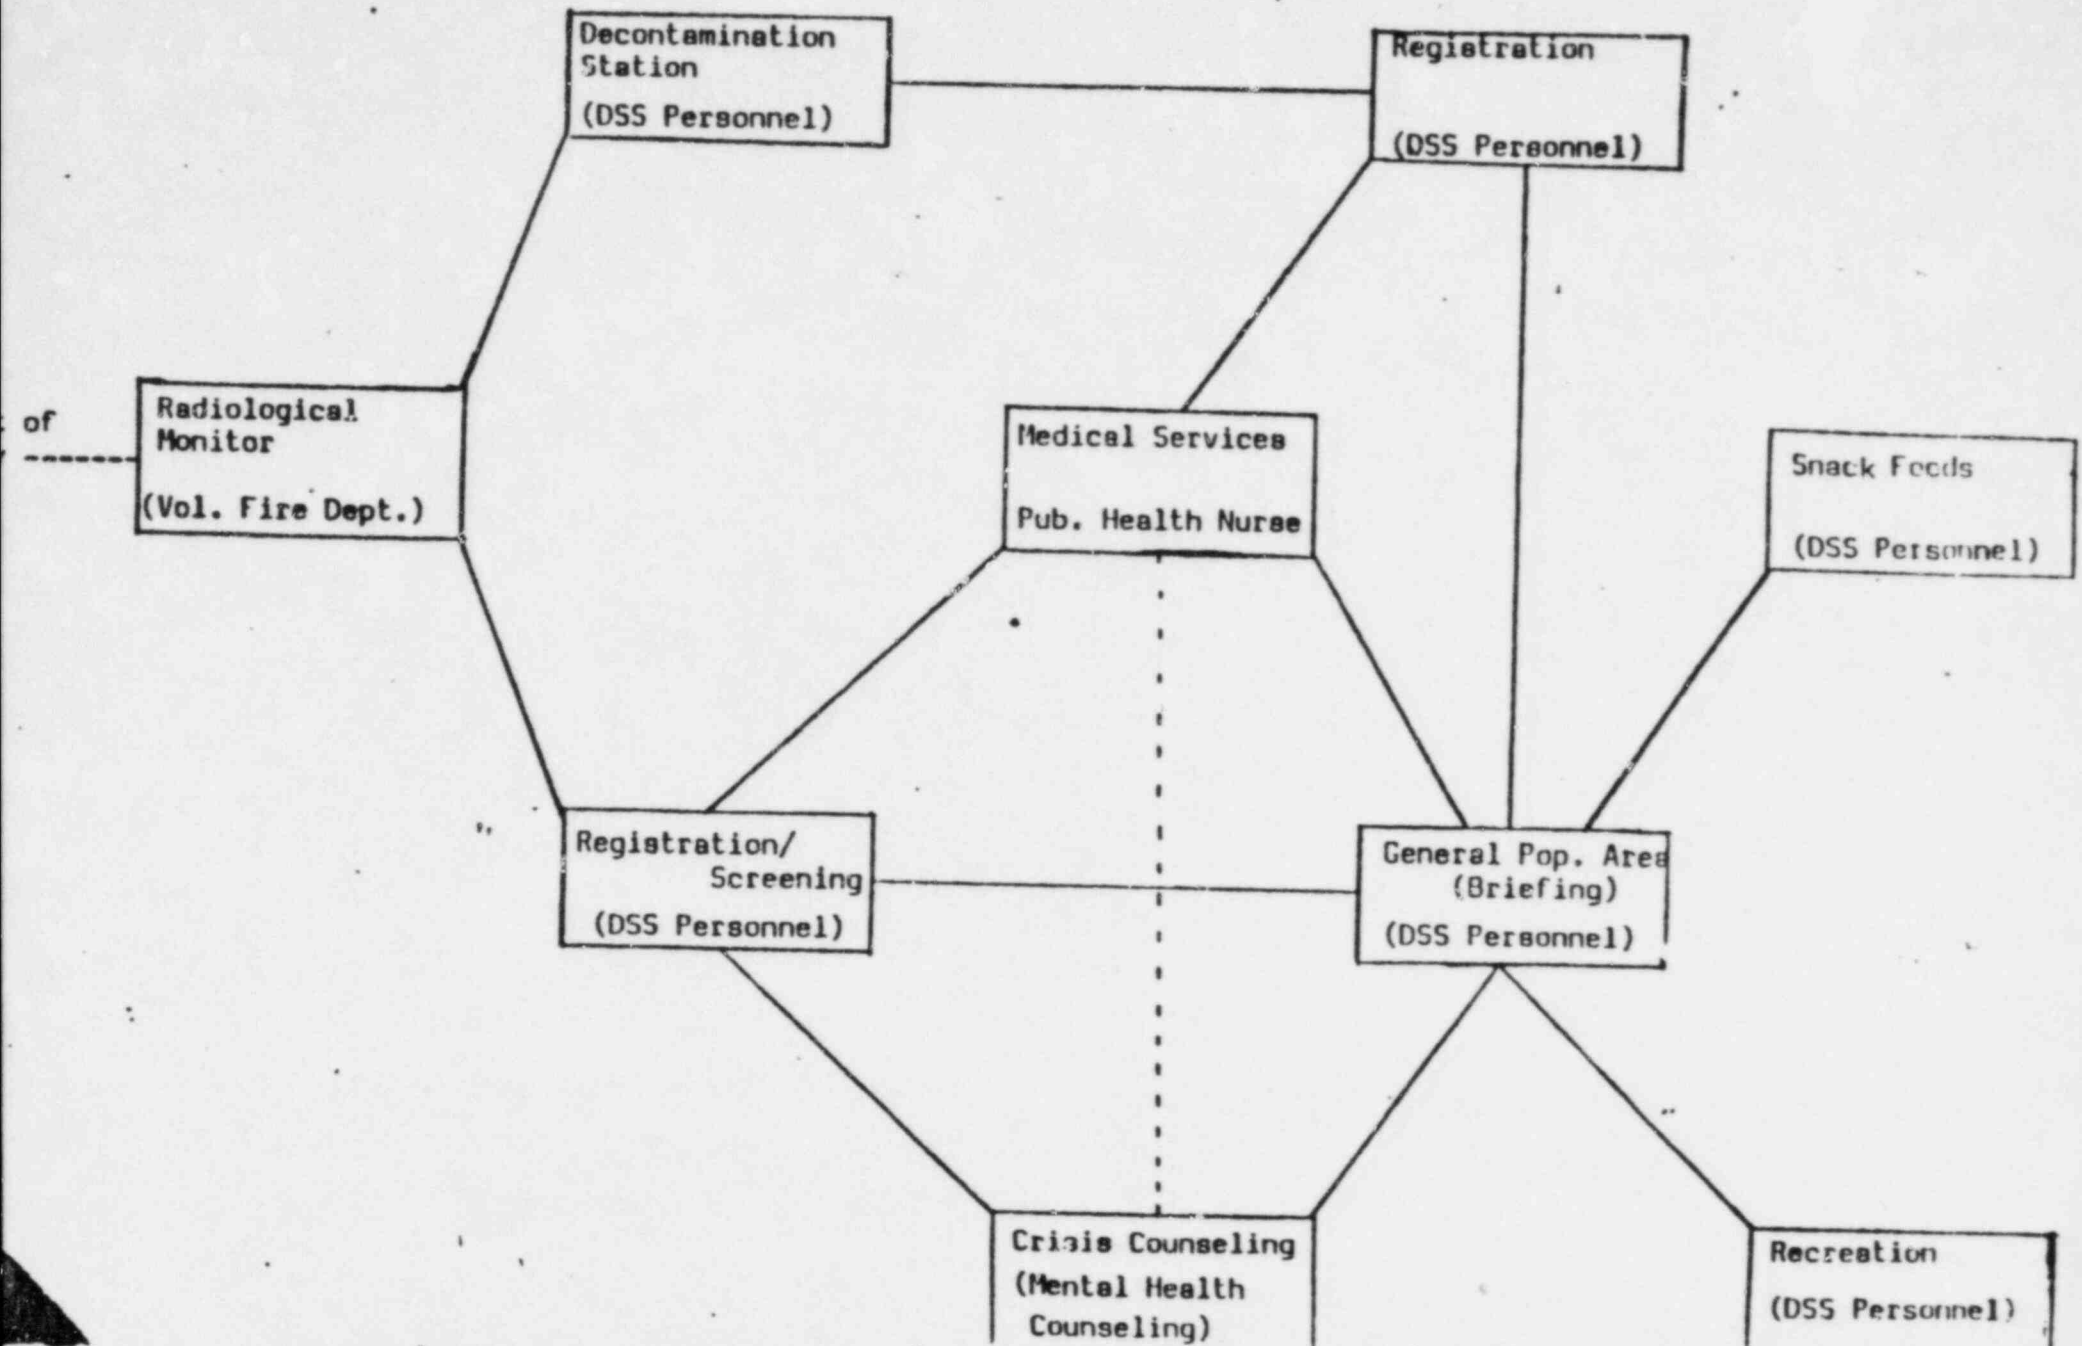 Decontamination
Station
(DSS Personnel)
Registration
(DSS Personnel)
of
Radiological
Monitor
(Vol. Fire Dept.)
Medical Services
Pub. Health Nurse
Snack Foods
(DSS Personnel)
Registration/
Screening
(DSS Personnel)
General Pop. Area
(Briefing)
(DSS Personnel)
Crisis Counseling
(Mental Health
Counseling)
Recreation
(DSS Personnel)